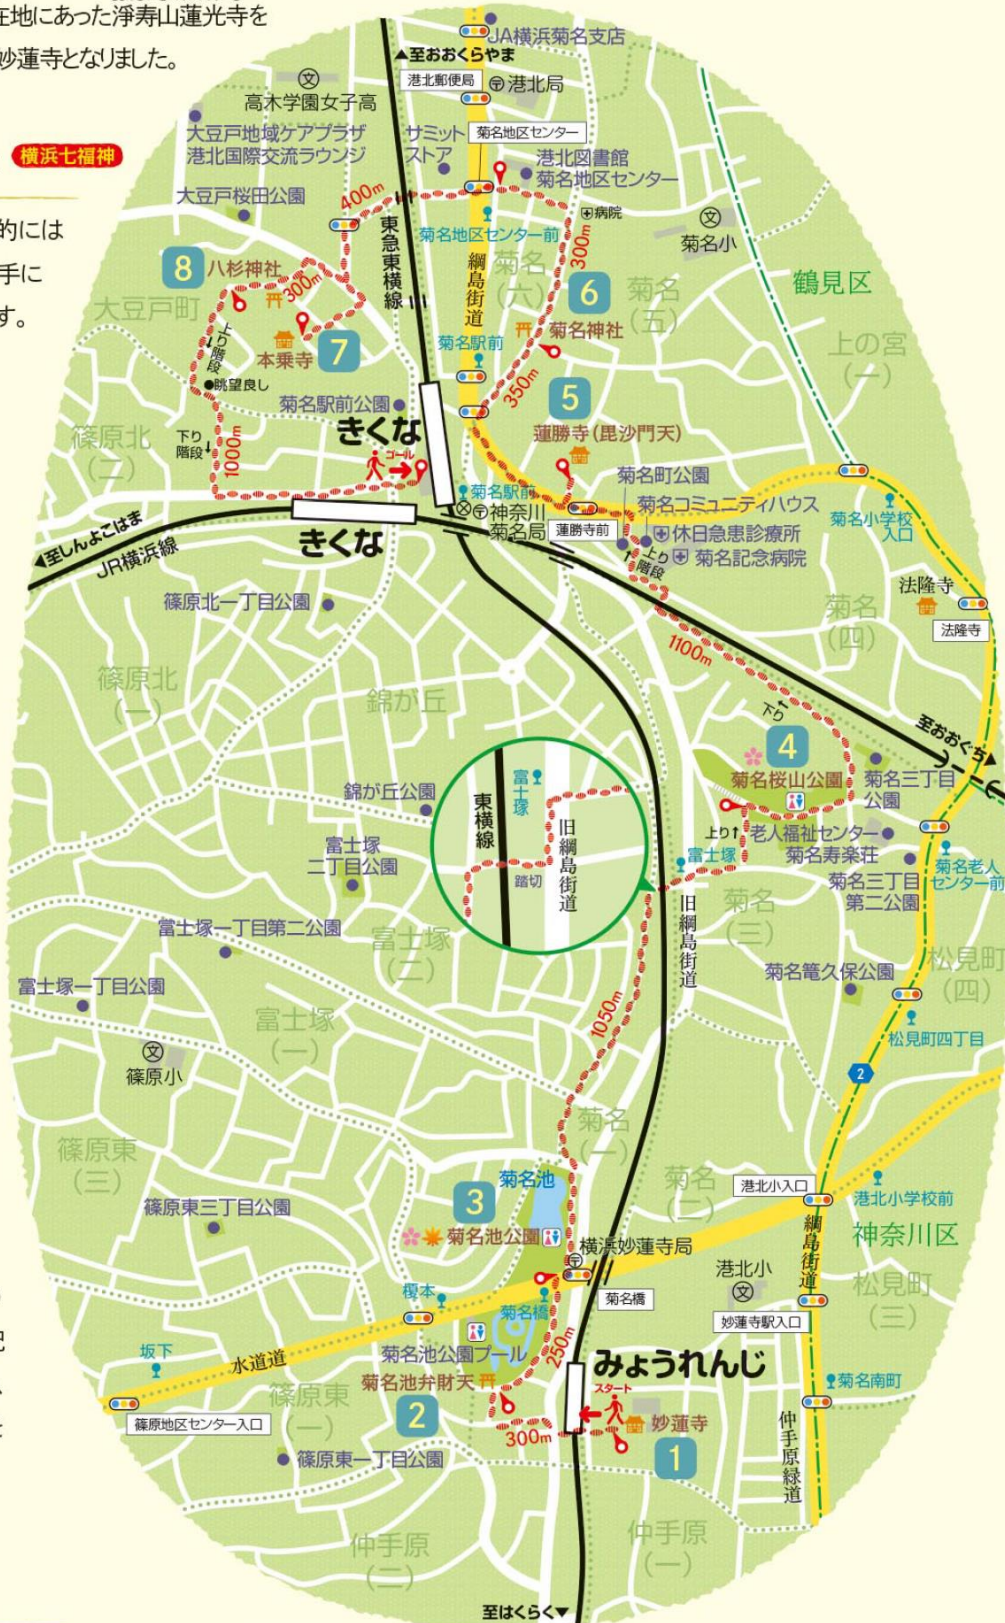 在地にあった淨寿山蓮光寺を
妙蓮寺となりました。
横浜七福神
的には
手に
す。
JA横浜菊名支店
▲至おおくらやま
港北郵便局
〒港北局
文
高木学園女子高
大豆戸地域ケアプラザ
港北国際交流ラウンジ
サミット
ストア
菊名地区センター
港北図書館
菊名地区センター
大豆戸桜田公園
400m
病院
文
菊名小
東急東横線
菊名地区センター前
300m
綱島街道
菊名
(六)
6
菊名
(五)
鶴見区
8
八杉神社
300m
大豆戸町
菊名神社
上の宮
(一)
7
本乗寺
上り
階段
眺望良し
菊名駅前
350m
5
菊名駅前公園
蓮勝寺(毘沙門天)
きくな
ゴール
篠原北
(二)
下り
階段
1000m
菊名町公園
菊名駅前
〒神奈川
菊名局
蓮勝寺前
菊名コミュニティハウス
休日急患診療所
上り
階段
菊名記念病院
菊名小学校
入口
きくな
◀至しんよこはま
JR横浜線
篠原北一丁目公園
法隆寺
法隆寺
菊名
(四)
1100m
篠原北
(一)
錦が丘
下り
4
菊名桜山公園
至おおぐち▶
菊名三丁目
公園
東横線
富士塚
旧綱島街道
踏切
錦が丘公園
上り
老人福祉センター
菊名寿楽荘
富士塚
二丁目公園
富士塚
菊名老人
センター前
菊名三丁目
第二公園
菊名
(三)
旧綱島街道
富士塚一丁目第二公園
富士塚
(二)
松見町
(四)
菊名篭久保公園
富士塚一丁目公園
富士塚
(一)
1050m
松見町四丁目
文
篠原小
2
菊名
(一)
篠原東
(三)
菊名池
菊名
(二)
港北小入口
港北小学校前
3
菊名池公園
篠原東三丁目公園
横浜妙蓮寺局
〒
綱島街道
神奈川区
港北小
文
松見町
(三)
榎本
菊名橋
菊名橋
妙蓮寺駅入口
坂下
水道道
菊名池公園プール
250m
みょうれんじ
菊名南町
篠原地区センター入口
篠原東
(一)
菊名池弁財天
2
スタート
妙蓮寺
300m
1
仲手原緑道
篠原東一丁目公園
仲手原
(二)
仲手原
(一)
至はくらく▼